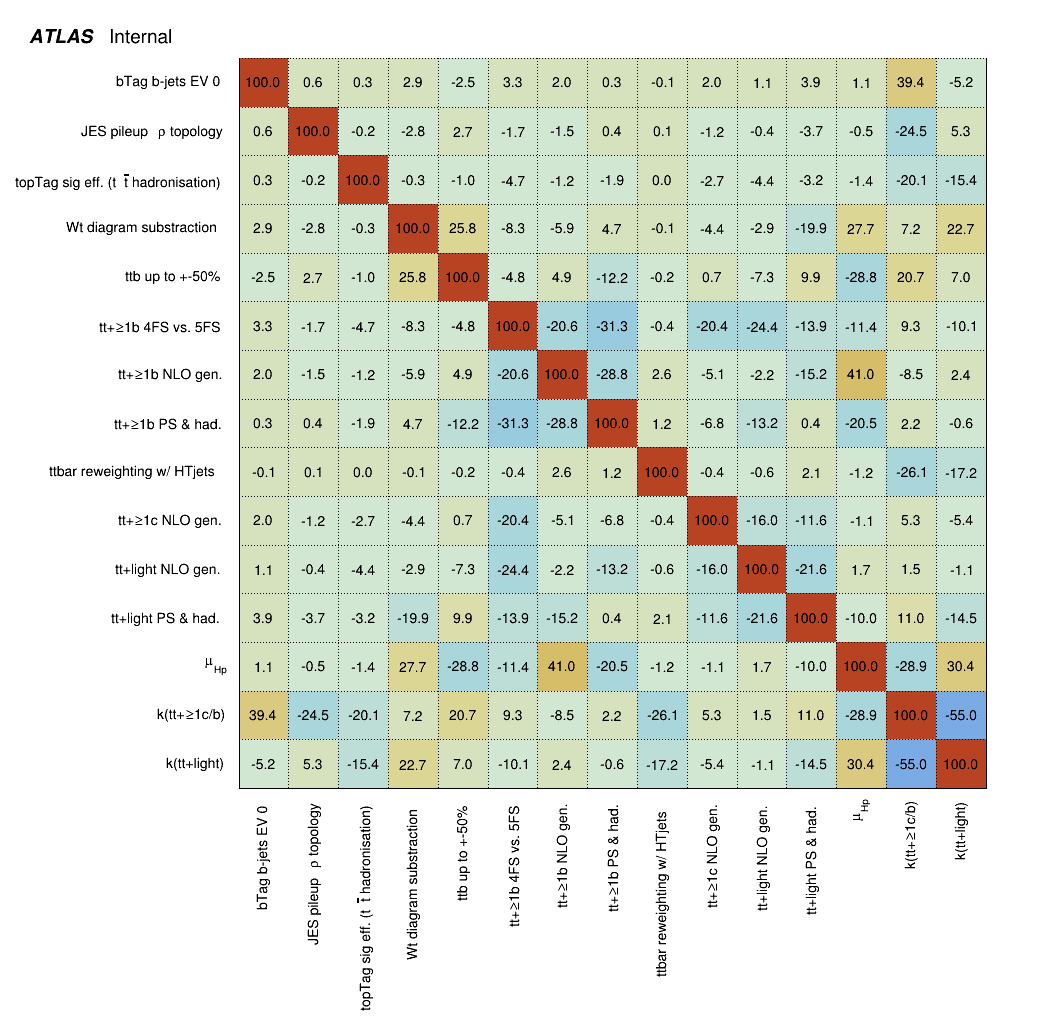 ATLAS Internal
bTag b-jets EV 0 100.0 0.6 0.3 2.9 -2.5 3.3 2.0 0.3 -0.1 2.0 1.1 3.9 1.1 39.4 -5.2
JES pileup ρ topology 0.6 100.0 -0.2 -2.8 2.7 -1.7 -1.5 0.4 0.1 -1.2 -0.4 -3.7 -0.5 -24.5 5.3
topTag sig eff. (t t̄ hadronisation) 0.3 -0.2 100.0 -0.3 -1.0 -4.7 -1.2 -1.9 0.0 -2.7 -4.4 -3.2 -1.4 -20.1 -15.4
Wt diagram substraction 2.9 -2.8 -0.3 100.0 25.8 -8.3 -5.9 4.7 -0.1 -4.4 -2.9 -19.9 27.7 7.2 22.7
ttb up to +-50% -2.5 2.7 -1.0 25.8 100.0 -4.8 4.9 -12.2 -0.2 0.7 -7.3 9.9 -28.8 20.7 7.0
tt+≥1b 4FS vs. 5FS 3.3 -1.7 -4.7 -8.3 -4.8 100.0 -20.6 -31.3 -0.4 -20.4 -24.4 -13.9 -11.4 9.3 -10.1
tt+≥1b NLO gen. 2.0 -1.5 -1.2 -5.9 4.9 -20.6 100.0 -28.8 2.6 -5.1 -2.2 -15.2 41.0 -8.5 2.4
tt+≥1b PS & had. 0.3 0.4 -1.9 4.7 -12.2 -31.3 -28.8 100.0 1.2 -6.8 -13.2 0.4 -20.5 2.2 -0.6
ttbar reweighting w/ HTjets -0.1 0.1 0.0 -0.1 -0.2 -0.4 2.6 1.2 100.0 -0.4 -0.6 2.1 -1.2 -26.1 -17.2
tt+≥1c NLO gen. 2.0 -1.2 -2.7 -4.4 0.7 -20.4 -5.1 -6.8 -0.4 100.0 -16.0 -11.6 -1.1 5.3 -5.4
tt+light NLO gen. 1.1 -0.4 -4.4 -2.9 -7.3 -24.4 -2.2 -13.2 -0.6 -16.0 100.0 -21.6 1.7 1.5 -1.1
tt+light PS & had. 3.9 -3.7 -3.2 -19.9 9.9 -13.9 -15.2 0.4 2.1 -11.6 -21.6 100.0 -10.0 11.0 -14.5
μHp 1.1 -0.5 -1.4 27.7 -28.8 -11.4 41.0 -20.5 -1.2 -1.1 1.7 -10.0 100.0 -28.9 30.4
k(tt+≥1c/b) 39.4 -24.5 -20.1 7.2 20.7 9.3 -8.5 2.2 -26.1 5.3 1.5 11.0 -28.9 100.0 -55.0
k(tt+light) -5.2 5.3 -15.4 22.7 7.0 -10.1 2.4 -0.6 -17.2 -5.4 -1.1 -14.5 30.4 -55.0 100.0
bTag b-jets EV 0
JES pileup ρ topology
topTag sig eff. (t t̄ hadronisation)
Wt diagram substraction
ttb up to +-50%
tt+≥1b 4FS vs. 5FS
tt+≥1b NLO gen.
tt+≥1b PS & had.
ttbar reweighting w/ HTjets
tt+≥1c NLO gen.
tt+light NLO gen.
tt+light PS & had.
μHp
k(tt+≥1c/b)
k(tt+light)